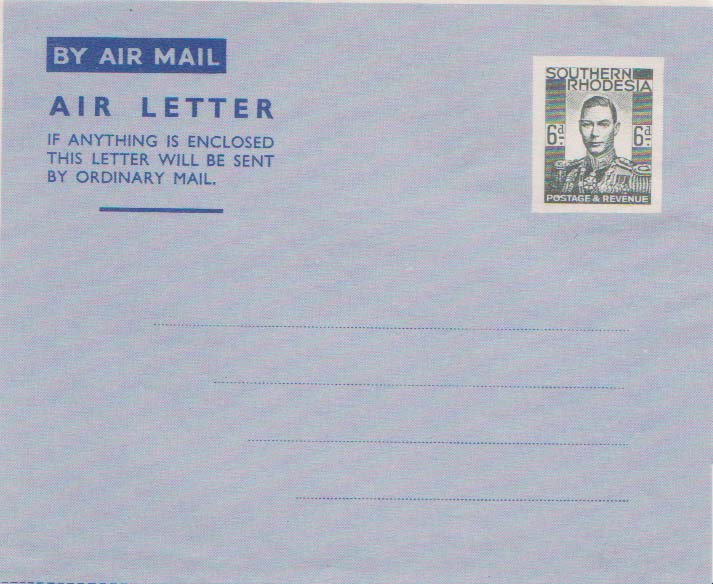 BY AIR MAIL
AIR LETTER
IF ANYTHING IS ENCLOSED
THIS LETTER WILL BE SENT
BY ORDINARY MAIL.
SOUTHERN
RHODESIA
6d 6d
POSTAGE & REVENUE